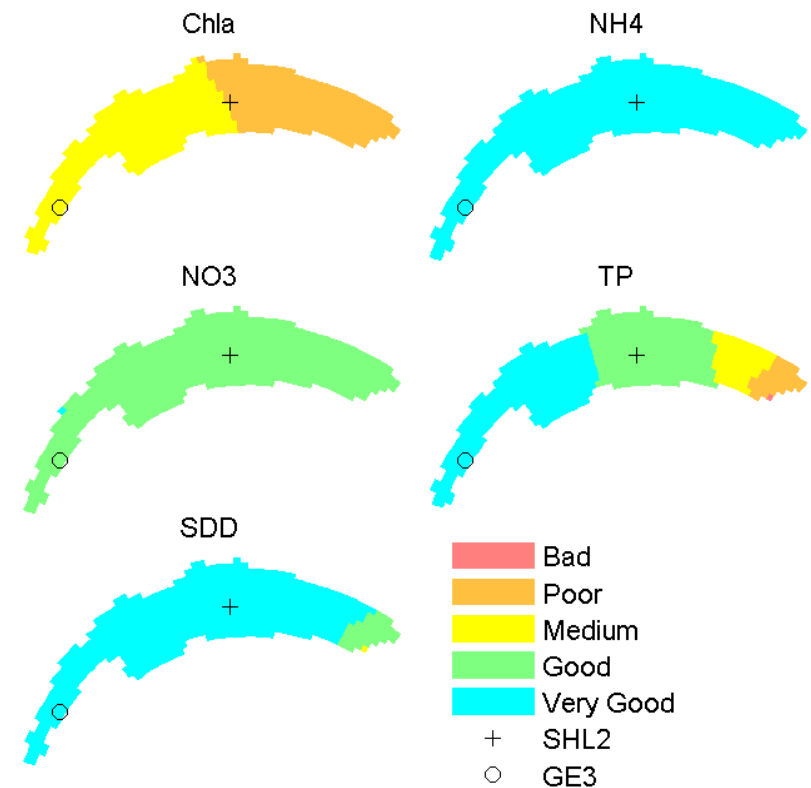 Chla
NH4
NO3
TP
SDD
Bad
Poor
Medium
Good
Very Good
SHL2
GE3